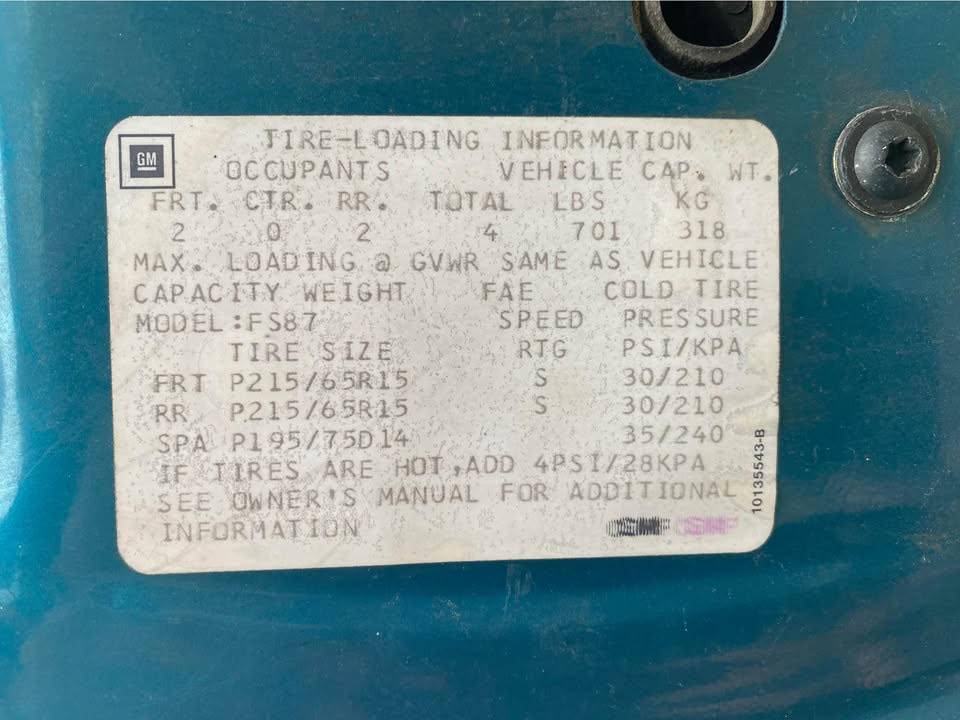 GM
TIRE-LOADING INFORMATION
OCCUPANTS VEHICLE CAP. WT.
FRT. CTR. RR. TOTAL LBS KG
2 0 2 4 701 318
MAX. LOADING @ GVWR SAME AS VEHICLE
CAPACITY WEIGHT FAE COLD TIRE
MODEL:FS87 SPEED PRESSURE
TIRE SIZE RTG PSI/KPA
FRT P215/65R15 S 30/210
RR P215/65R15 S 30/210
SPA P195/75D14 35/240
IF TIRES ARE HOT,ADD 4PSI/28KPA
SEE OWNER'S MANUAL FOR ADDITIONAL
INFORMATION
10135543-B